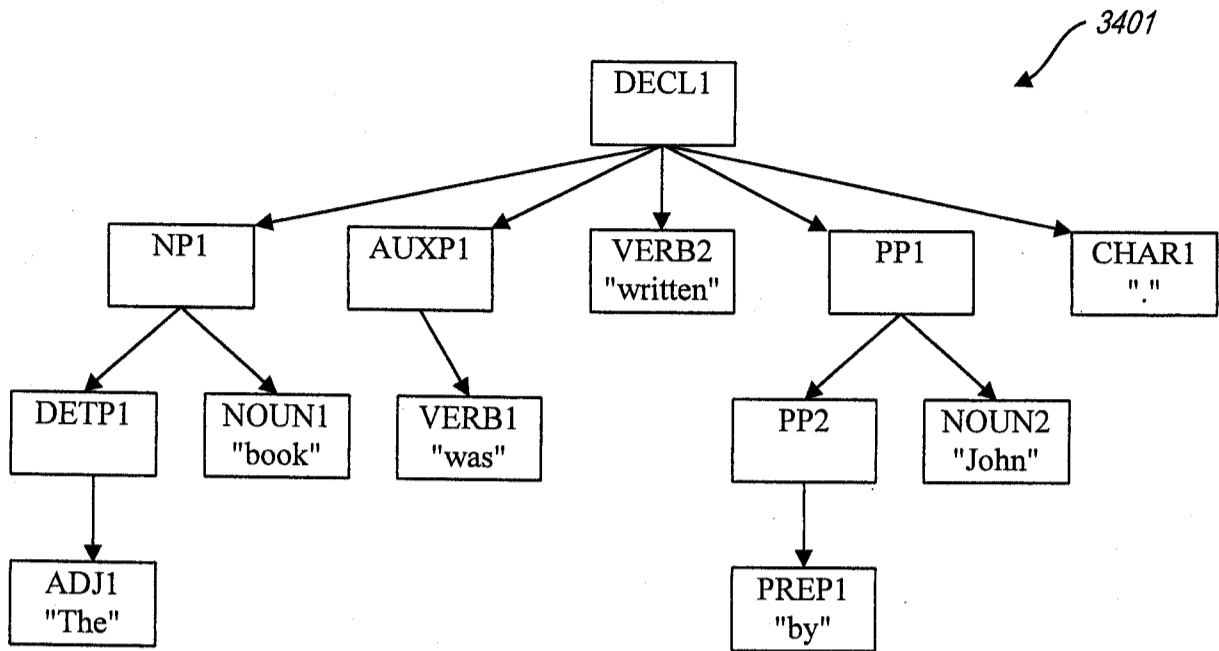 3401
DECL1
NP1
AUXP1
VERB2
"written"
PP1
CHAR1
"."
DETP1
NOUN1
"book"
VERB1
"was"
PP2
NOUN2
"John"
ADJ1
"The"
PREP1
"by"